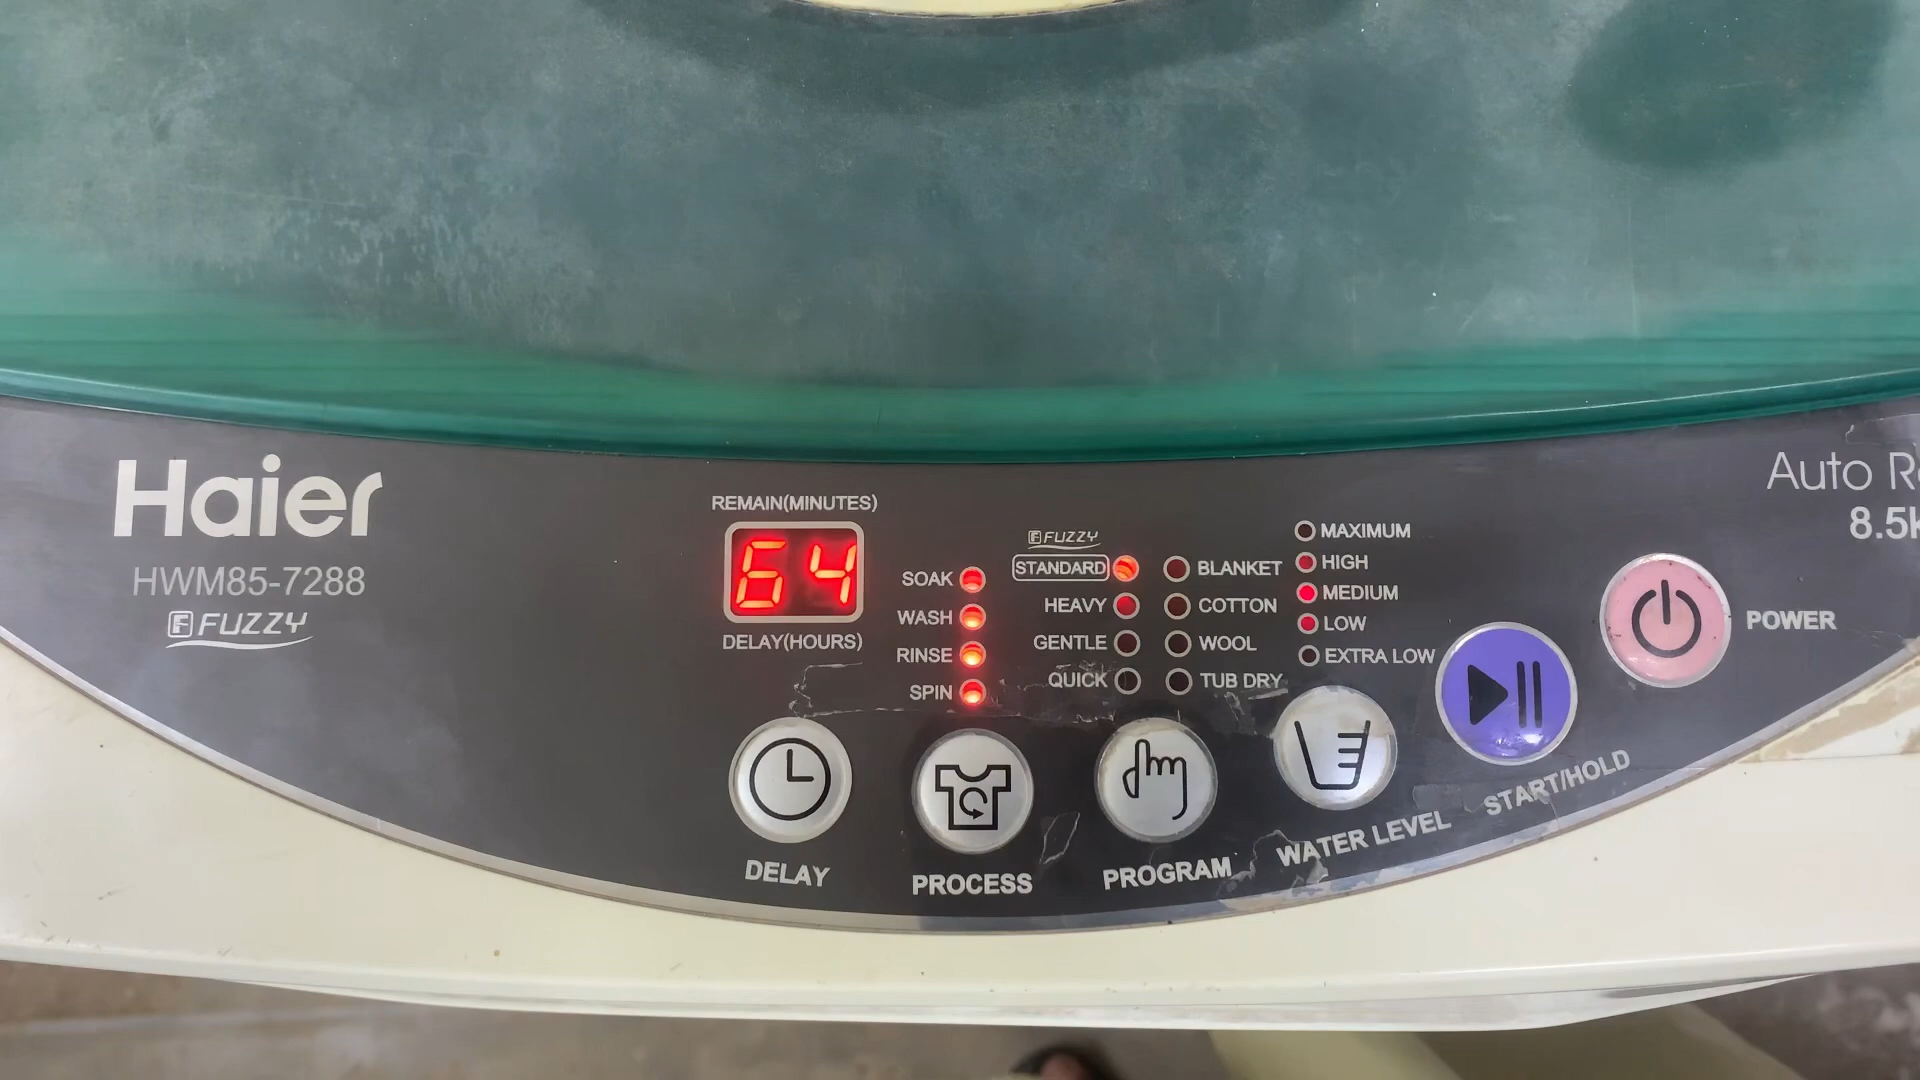 Haier
HWM85-7288
FUZZY
REMAIN(MINUTES)
64
DELAY(HOURS)
SOAK
WASH
RINSE
SPIN
FUZZY
STANDARD
HEAVY
GENTLE
QUICK
BLANKET
COTTON
WOOL
TUB DRY
MAXIMUM
HIGH
MEDIUM
LOW
EXTRA LOW
DELAY
PROCESS
PROGRAM
WATER LEVEL
START/HOLD
POWER
Auto
8.5